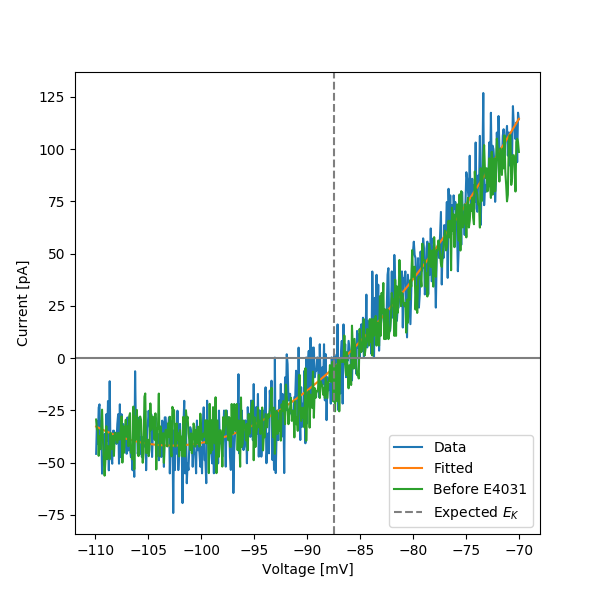 125
100
75
50
25
0
−25
−50
−75
Current [pA]
Data
Fitted
Before E4031
Expected E_K
−110 −105 −100 −95 −90 −85 −80 −75 −70
Voltage [mV]